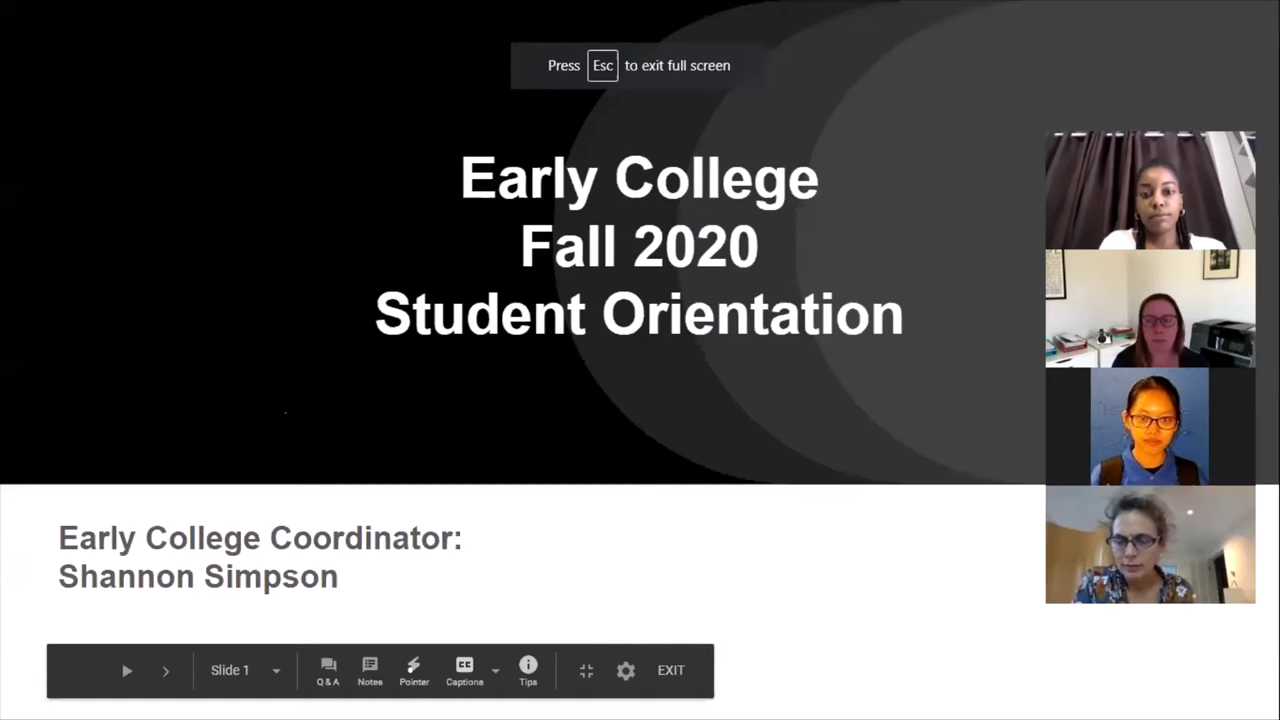 Press Esc to exit full screen
Early College
Fall 2020
Student Orientation
Early College Coordinator:
Shannon Simpson
Slide 1
Q & A
Notes
Pointer
CC
Captions
Tips
EXIT